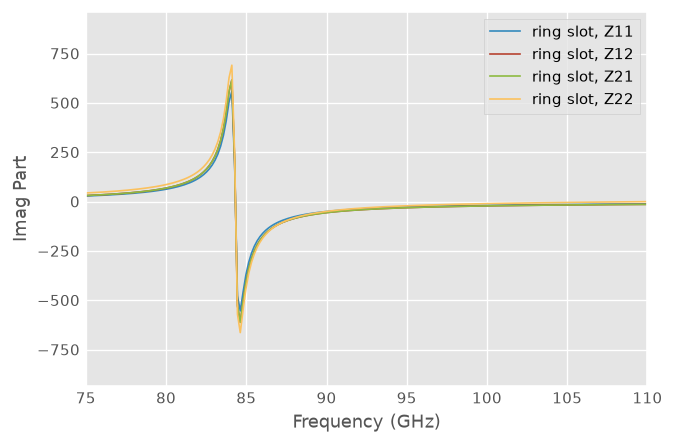 ring slot, Z11
ring slot, Z12
ring slot, Z21
ring slot, Z22
750
500
250
0
−250
−500
−750
Imag Part
75 80 85 90 95 100 105 110
Frequency (GHz)